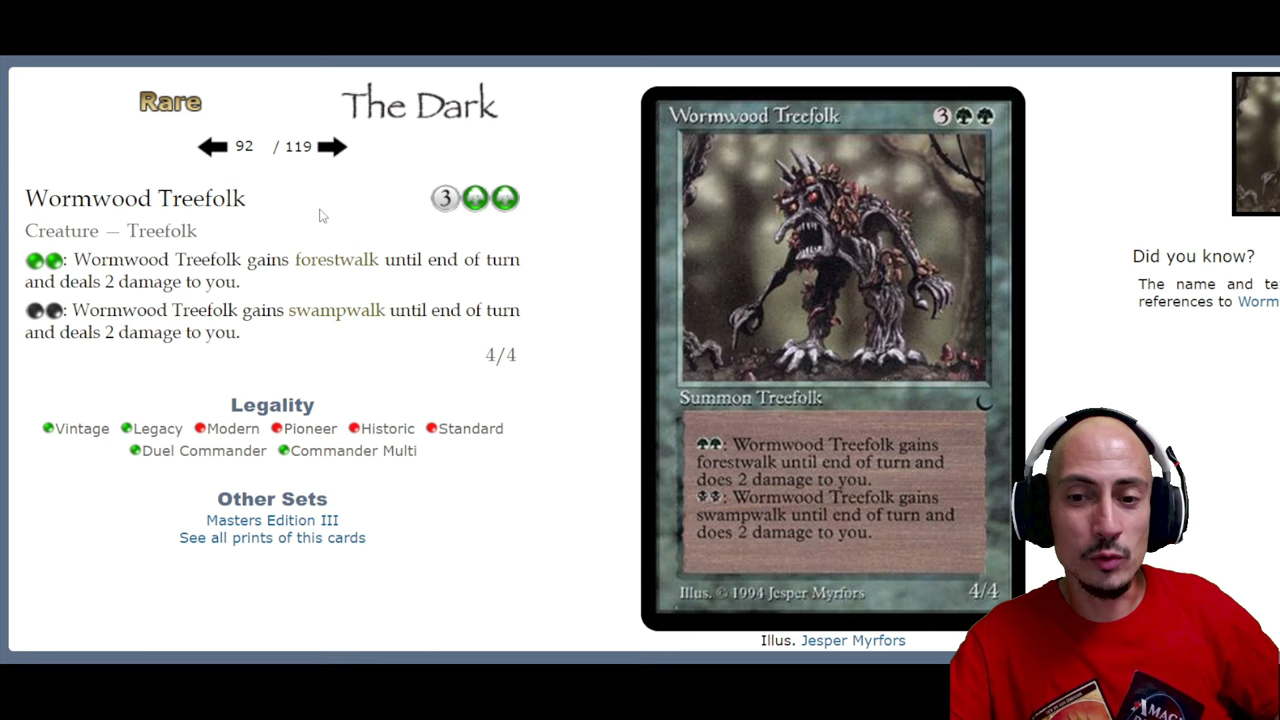 Rare
The Dark
92 / 119
Wormwood Treefolk
3
Creature — Treefolk
: Wormwood Treefolk gains forestwalk until end of turn
and deals 2 damage to you.
: Wormwood Treefolk gains swampwalk until end of turn
and deals 2 damage to you.
4/4
Legality
Vintage Legacy Modern Pioneer Historic Standard
Duel Commander Commander Multi
Other Sets
Masters Edition III
See all prints of this cards
Wormwood Treefolk 3
Summon Treefolk
: Wormwood Treefolk gains
forestwalk until end of turn and
does 2 damage to you.
: Wormwood Treefolk gains
swampwalk until end of turn and
does 2 damage to you.
Illus. © 1994 Jesper Myrfors 4/4
Illus. Jesper Myrfors
Did you know?
The name and
references to